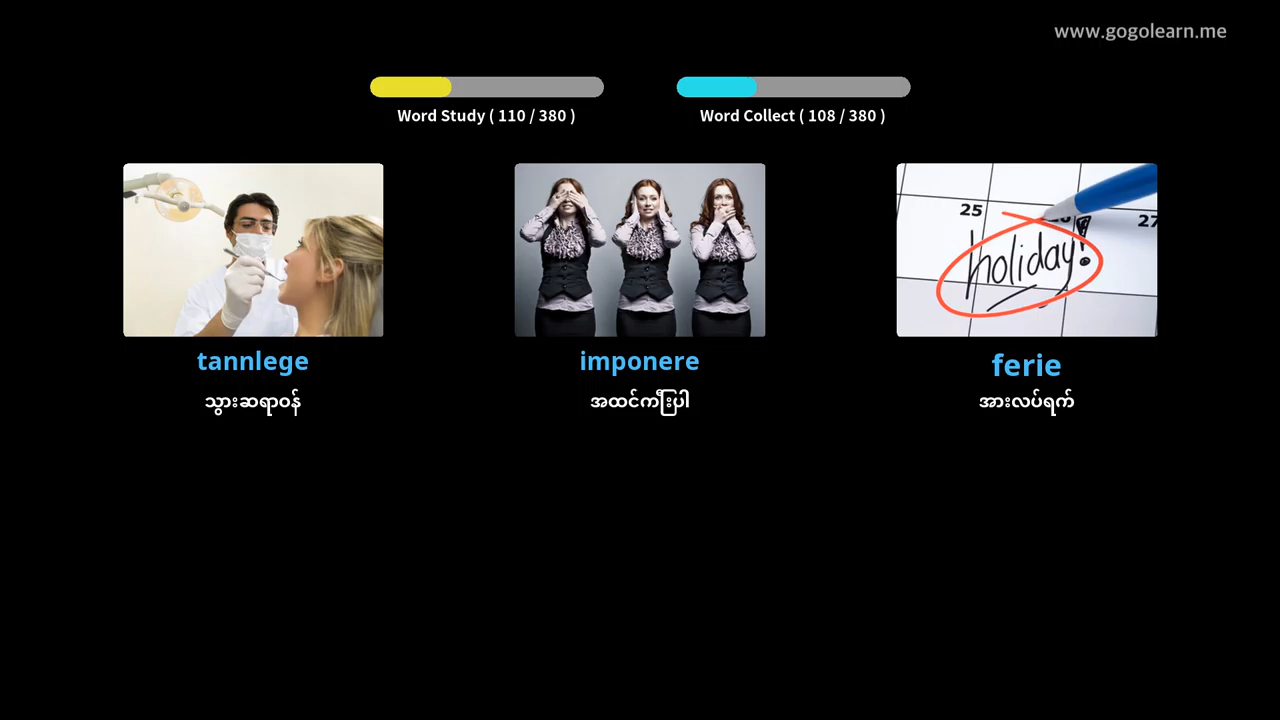 www.gogolearn.me
Word Study ( 110 / 380 )
Word Collect ( 108 / 380 )
25
27
holiday!
tannlege
imponere
ferie
သွားဆရာဝန်
အထင်ကြီးပါ
အားလပ်ရက်